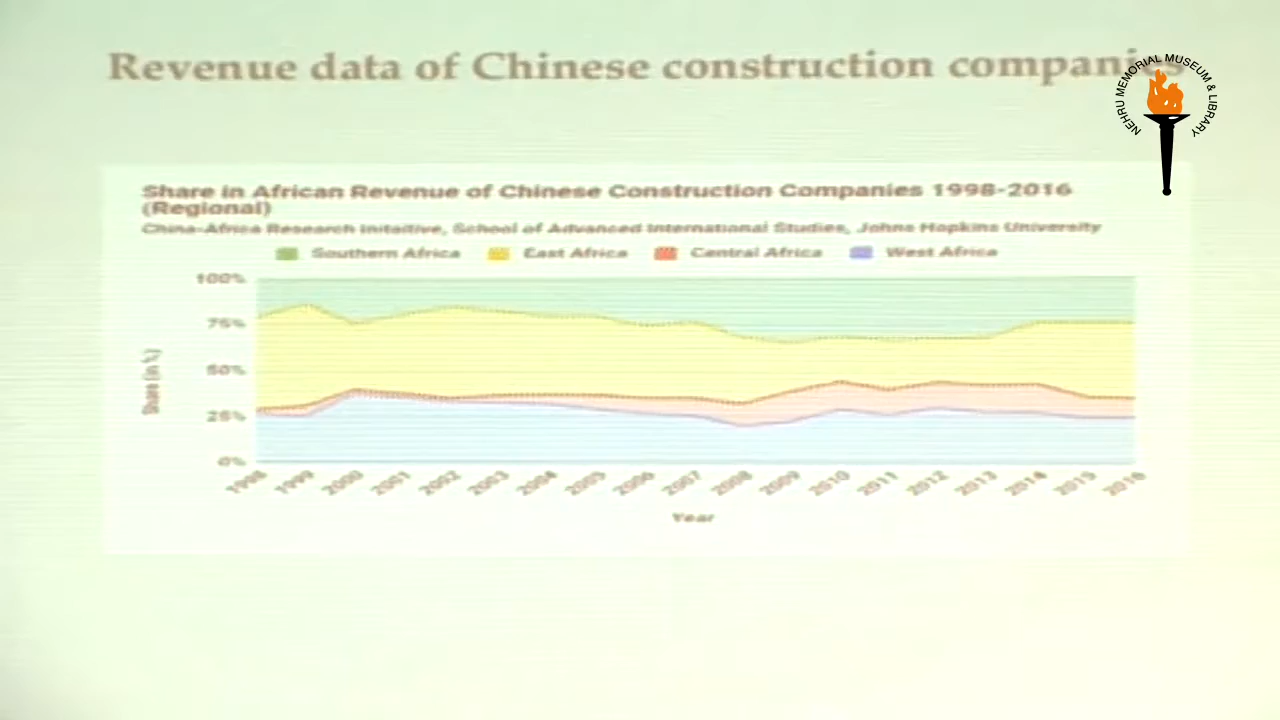 Revenue data of Chinese construction companies
NEHRU MEMORIAL MUSEUM & LIBRARY
Share in African Revenue of Chinese Construction Companies 1998-2016
(Regional)
China-Africa Research Initaitive, School of Advanced International Studies, Johns Hopkins University
Southern Africa East Africa Central Africa West Africa
100%
75%
50%
25%
0%
Share (in %)
1998 1999 2000 2001 2002 2003 2004 2005 2006 2007 2008 2009 2010 2011 2012 2013 2014 2015 2016
Year